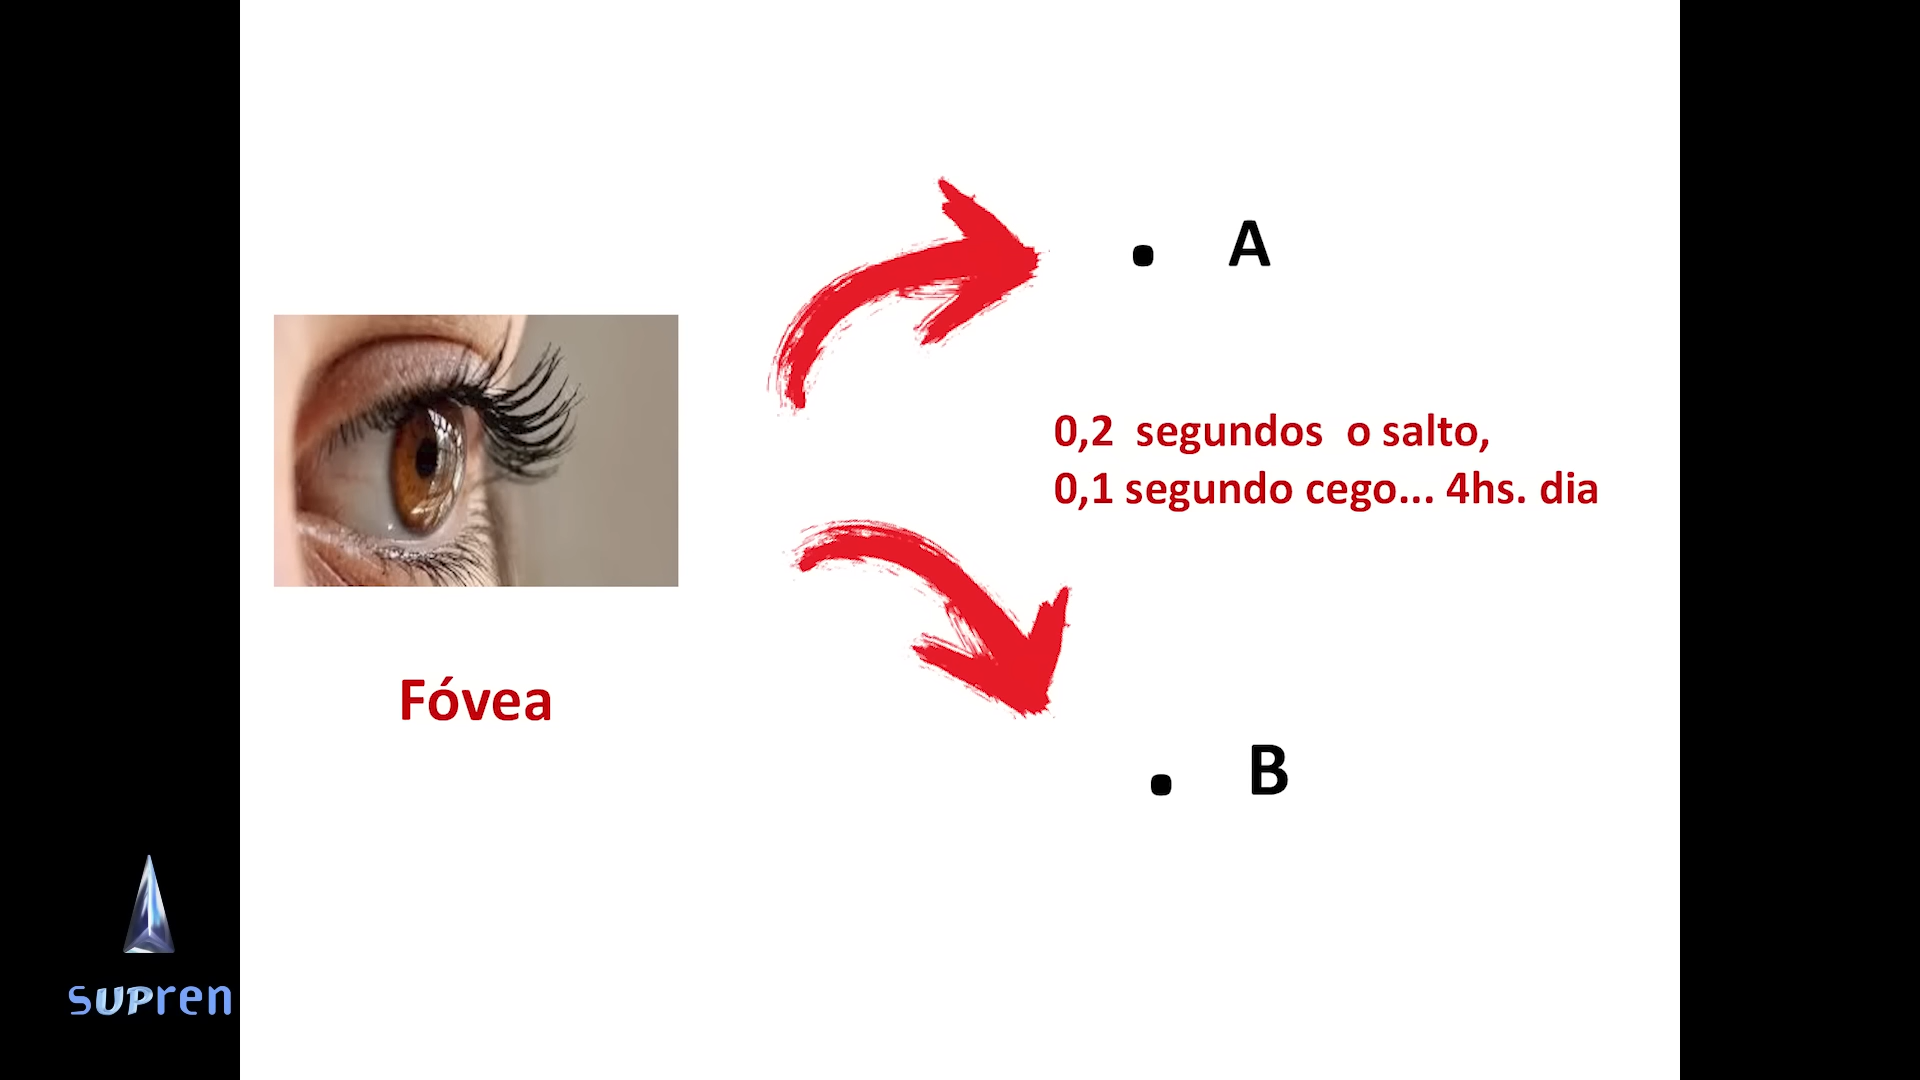 . A
0,2 segundos o salto,
0,1 segundo cego... 4hs. dia
Fóvea
. B
supren